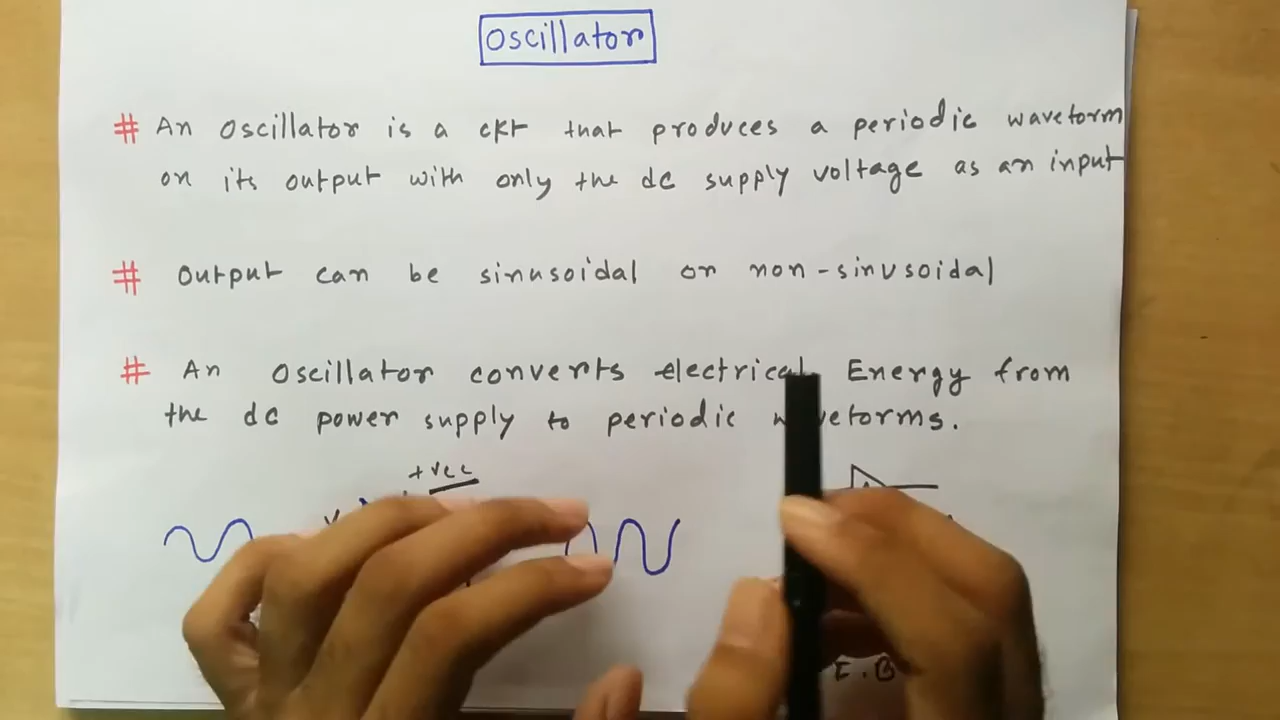 Oscillator
# An Oscillator is a ckt that produces a periodic waveform
on its output with only the dc supply voltage as an input
# Output can be sinusoidal or non-sinusoidal
# An Oscillator converts electrical Energy from
the dc power supply to periodic waveforms.
+Vcc